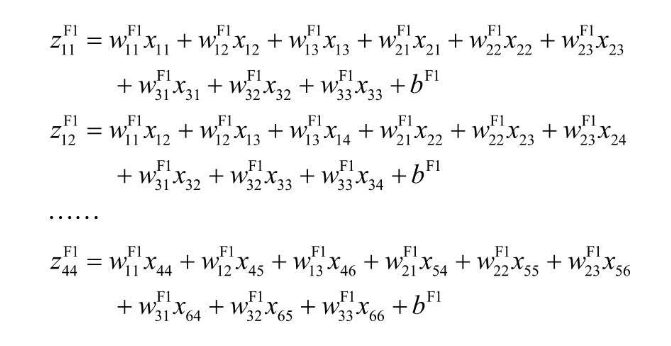 $z_{11}^{F1} = w_{11}^{F1}x_{11} + w_{12}^{F1}x_{12} + w_{13}^{F1}x_{13} + w_{21}^{F1}x_{21} + w_{22}^{F1}x_{22} + w_{23}^{F1}x_{23}$
$+ w_{31}^{F1}x_{31} + w_{32}^{F1}x_{32} + w_{33}^{F1}x_{33} + b^{F1}$
$z_{12}^{F1} = w_{11}^{F1}x_{12} + w_{12}^{F1}x_{13} + w_{13}^{F1}x_{14} + w_{21}^{F1}x_{22} + w_{22}^{F1}x_{23} + w_{23}^{F1}x_{24}$
$+ w_{31}^{F1}x_{32} + w_{32}^{F1}x_{33} + w_{33}^{F1}x_{34} + b^{F1}$
……
$z_{44}^{F1} = w_{11}^{F1}x_{44} + w_{12}^{F1}x_{45} + w_{13}^{F1}x_{46} + w_{21}^{F1}x_{54} + w_{22}^{F1}x_{55} + w_{23}^{F1}x_{56}$
$+ w_{31}^{F1}x_{64} + w_{32}^{F1}x_{65} + w_{33}^{F1}x_{66} + b^{F1}$